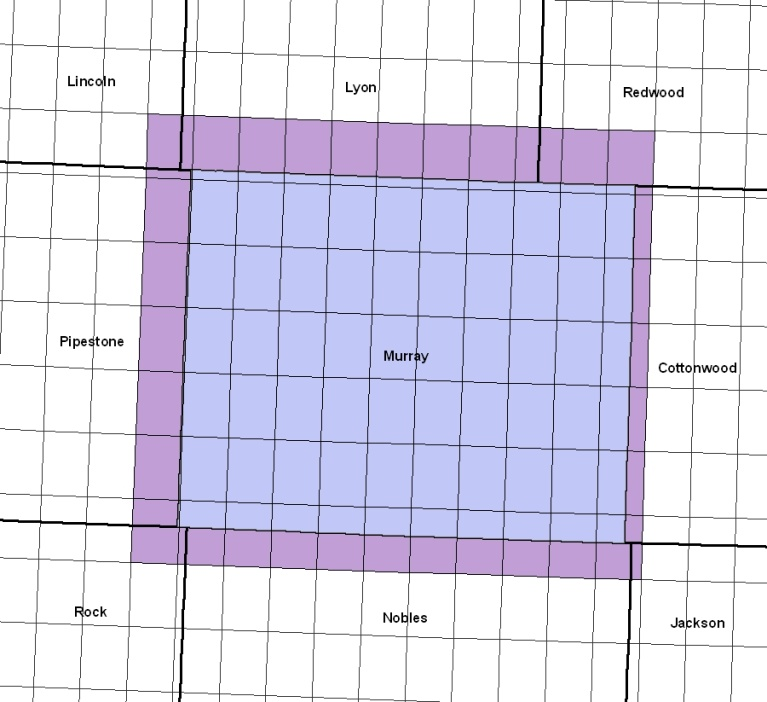 Lincoln
Lyon
Redwood
Pipestone
Murray
Cottonwood
Rock
Nobles
Jackson